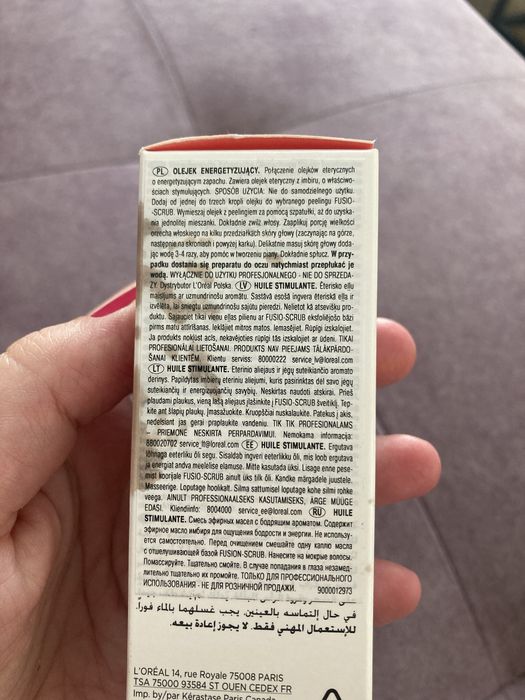 PL OLEJEK ENERGETYZUJĄCY. Połączenie olejków eterycznych
o energetyzującym zapachu. Zawiera olejek eteryczny z imbiru, o właściwo-
ściach stymulujących. SPOSÓB UŻYCIA: Nie do samodzielnego użytku.
Dodaj od jednej do trzech kropli olejku do wybranego peelingu FUSIO-
-SCRUB. Wymieszaj olejek z peelingiem za pomocą szpatułki, aż do uzyska-
nia jednolitej mieszanki. Dokładnie zwilż włosy. Zaaplikuj porcję wielkości
orzecha włoskiego na kilku przedziałkach skóry głowy (zaczynając na górze,
następnie na skroniach i powyżej karku). Delikatnie masuj skórę głowy doda-
jąc wodę 3-4 razy, aby pomóc w tworzeniu piany. Dokładnie spłucz. W przy-
padku dostania się preparatu do oczu natychmiast przepłukać je
wodą. WYŁĄCZNIE DO UŻYTKU PROFESJONALNEGO - NIE DO SPRZEDA-
ŻY. Dystrybutor L'Oréal Polska LV HUILE STIMULANTE. Ēterisko eļļu
maisījums ar uzmundrinošu aromātu. Sastāvā esošā ingvera ēteriskā eļļa ir
izvēlēta, lai sniegtu uzmundrinošu sajūtu pieredzi. Nelietot kā atsevišķu pro-
duktu. Sajauciet tikai vienu eļļas pilienu ar FUSIO-SCRUB eksfoliējošo bāzi
pirms matu attīrīšanas. Ieklājiet mitros matos. Iemasējiet. Rūpīgi izskalojiet.
Ja produkts nokļūst acīs, nekavējoties rūpīgi tās izskalojiet ar ūdeni. TIKAI
PROFESIONĀLAI LIETOŠANAI. PRODUKTS NAV PIEEJAMS TĀLĀKPĀRDO-
ŠANAI KLIENTĒM. Klientu serviss: 80000222 service_lv@loreal.com
LT HUILE STIMULANTE. Eterinio aliejaus ir jėgų suteikiančio aromato
derinys. Papildytas imbierų eteriniu aliejumi, kuris pasirinktas dėl savo jėgų
suteikiančių ir energizuojančių savybių. Neskirtas naudoti atskirai. Prieš
plaudami plaukus, vieną lašą aliejaus įlašinkite į FUSIO-SCRUB šveitiklį. Tep-
kite ant šlapių plaukų. Įmasažuokite. Kruopščiai nuskalaukite. Patekus į akis,
nedelsiant jas gerai praplaukite vandeniu. TIK TIK PROFESIONALAMS
– PRIEMONĖ NESKIRTA PERPARDAVIMUI. Nemokama informacija:
880020702 service_lt@loreal.com EE HUILE STIMULANTE. Ergutava
lõhnaga eeterliku õli segu. Sisaldab ingveri eeterlikku õli, mis loob ergutava
ja energiat andva meelelise elamuse. Mitte kasutada üksi. Lisage enne pese-
mist koorijale FUSIO-SCRUB ainult üks tilk õli. Kandke märgadele juustele.
Masseerige. Loputage hoolikalt. Silma sattumisel loputage kohe silmi rohke
veega. AINULT PROFESSIONAALSEKS KASUTAMISEKS, ÄRGE MÜÜGE
EDASI. Kliendiinfo: 8004000 service_ee@loreal.com RU HUILE
STIMULANTE. Смесь эфирных масел с бодрящим ароматом. Содержит
эфирное масло имбиря для ощущения бодрости и энергии. Не использу-
ется самостоятельно. Перед очищением смешайте одну каплю масла
с отшелушивающей базой FUSION-SCRUB. Нанесите на мокрые волосы.
Помассируйте. Тщательно смойте. В случае попадания в глаза незамед-
лительно тщательно их промойте. ТОЛЬКО ДЛЯ ПРОФЕССИОНАЛЬНОГО
ИСПОЛЬЗОВАНИЯ - НЕ ДЛЯ РОЗНИЧНОЙ ПРОДАЖИ. 9000012973
في حال إلتماسه بالعينين، يجب غسلهما بالماء فوراً.
للإستعمال المهني فقط. لا يجوز إعادة بيعه.
L'ORÉAL 14, rue Royale 75008 PARIS
TSA 75000 93584 ST OUEN CEDEX FR
Imp. by/par Kérastase Paris Canada